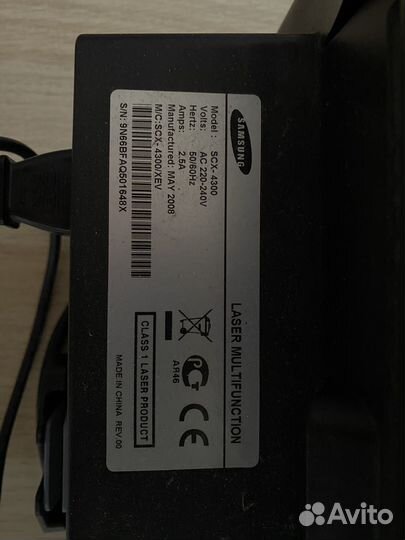 SAMSUNG
LASER MULTIFUNCTION
Model: SCX- 4300
Volts: AC 220-240V
Hertz: 50/60Hz
Amps: 2.5A
Manufactured: MAY 2008
M/C:SCX- 4300/XEV
S/N: 9N66BFAQ501648X
AR46
CLASS 1 LASER PRODUCT
MADE IN CHINA REV.00
Avito